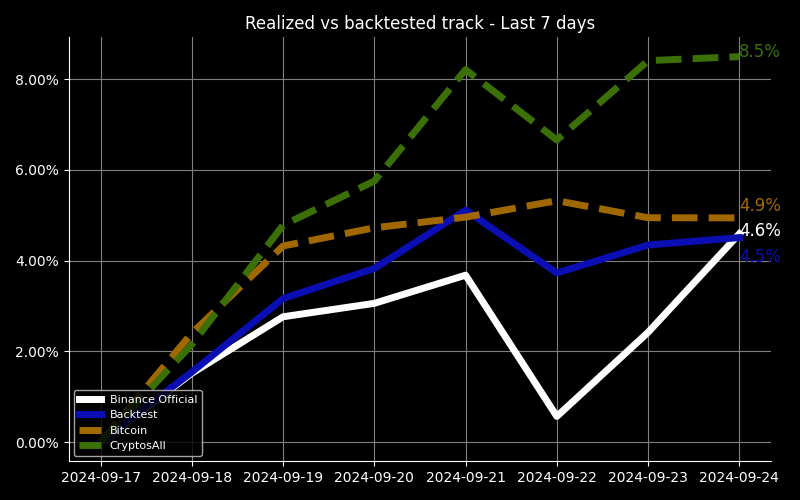 Realized vs backtested track - Last 7 days
8.5%
8.00%
6.00%
4.9%
4.6%
4.5%
4.00%
2.00%
Binance Official
Backtest
Bitcoin
CryptosAll
0.00%
2024-09-17 2024-09-18 2024-09-19 2024-09-20 2024-09-21 2024-09-22 2024-09-23 2024-09-24